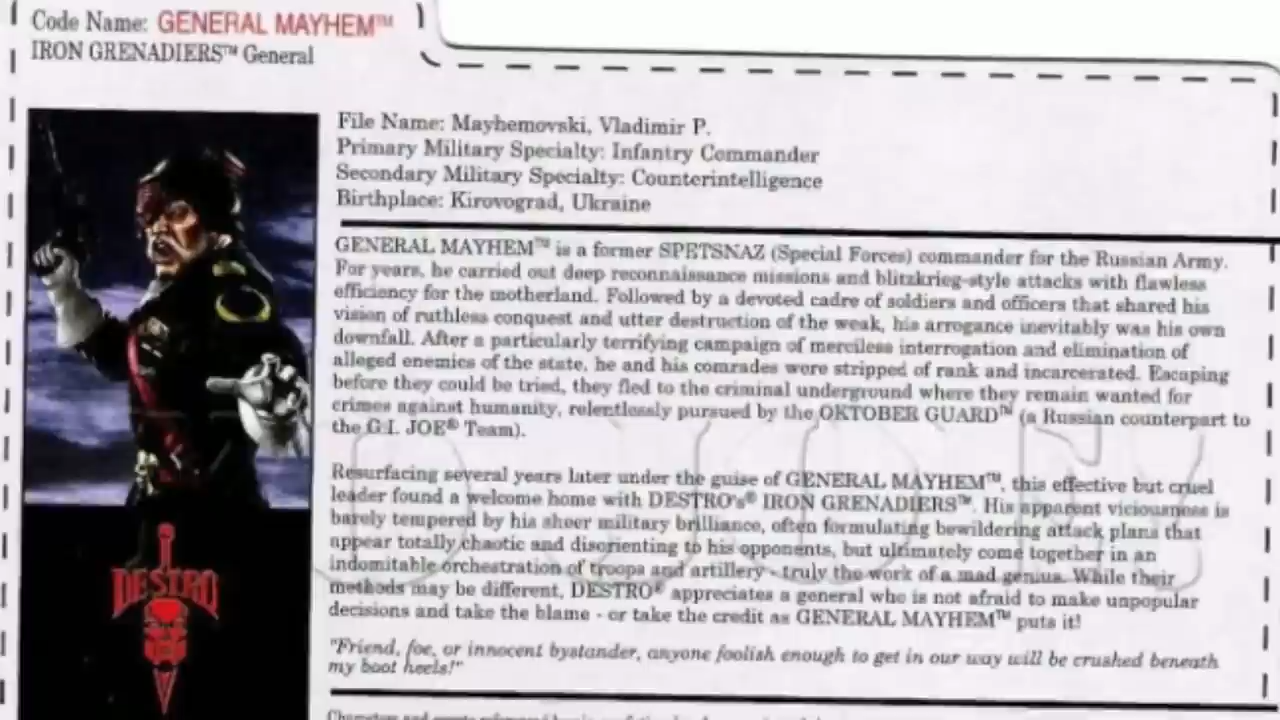 Code Name: GENERAL MAYHEM™
IRON GRENADIERS™ General
File Name: Mayhemovski, Vladimir P.
Primary Military Specialty: Infantry Commander
Secondary Military Specialty: Counterintelligence
Birthplace: Kirovograd, Ukraine
GENERAL MAYHEM™ is a former SPETSNAZ (Special Forces) commander for the Russian Army.
For years, he carried out deep reconnaissance missions and blitzkrieg-style attacks with flawless
efficiency for the motherland. Followed by a devoted cadre of soldiers and officers that shared his
vision of ruthless conquest and utter destruction of the weak, his arrogance inevitably was his own
downfall. After a particularly terrifying campaign of merciless interrogation and elimination of
alleged enemies of the state, he and his comrades were stripped of rank and incarcerated. Escaping
before they could be tried, they fled to the criminal underground where they remain wanted for
crimes against humanity, relentlessly pursued by the OKTOBER GUARD™ (a Russian counterpart to
the G.I. JOE® Team).
Resurfacing several years later under the guise of GENERAL MAYHEM™, this effective but cruel
leader found a welcome home with DESTRO's® IRON GRENADIERS™. His apparent viciousness is
barely tempered by his sheer military brilliance, often formulating bewildering attack plans that
appear totally chaotic and disorienting to his opponents, but ultimately come together in an
indomitable orchestration of troops and artillery - truly the work of a mad genius. While their
methods may be different, DESTRO® appreciates a general who is not afraid to make unpopular
decisions and take the blame - or take the credit as GENERAL MAYHEM™ puts it!
"Friend, foe, or innocent bystander, anyone foolish enough to get in our way will be crushed beneath
my boot heels!"
DESTRO